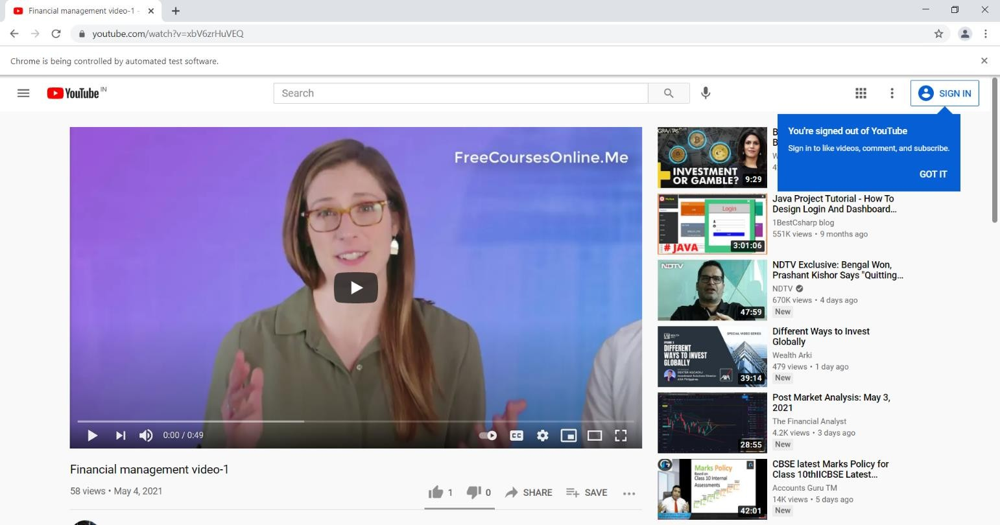 Financial management video-1 -
youtube.com/watch?v=xbV6zrHuVEQ
Chrome is being controlled by automated test software.
YouTube IN
Search
SIGN IN
You're signed out of YouTube
Sign in to like videos, comment, and subscribe.
GOT IT
FreeCoursesOnline.Me
0:00 / 0:49
CC
Financial management video-1
58 views • May 4, 2021
1
0
SHARE
SAVE
GRAVITAS PLUS
INVESTMENT
OR GAMBLE?
9:29
B
B
W
4
Login
# JAVA
3:01:06
Java Project Tutorial - How To
Design Login And Dashboard...
1BestCsharp blog
551K views • 9 months ago
NDTV
47:59
NDTV Exclusive: Bengal Won,
Prashant Kishor Says "Quitting...
NDTV
670K views • 4 days ago
New
SPECIAL VIDEO SERIES
DIFFERENT
WAYS TO INVEST
GLOBALLY
AXA
39:14
Different Ways to Invest
Globally
Wealth Arki
479 views • 1 day ago
New
28:55
Post Market Analysis: May 3,
2021
The Financial Analyst
4.2K views • 3 days ago
New
Marks Policy
Based on
Class 10 Internal
Assessments
42:01
CBSE latest Marks Policy for
Class 10thIICBSE Latest...
Accounts Guru TM
14K views • 5 days ago
New